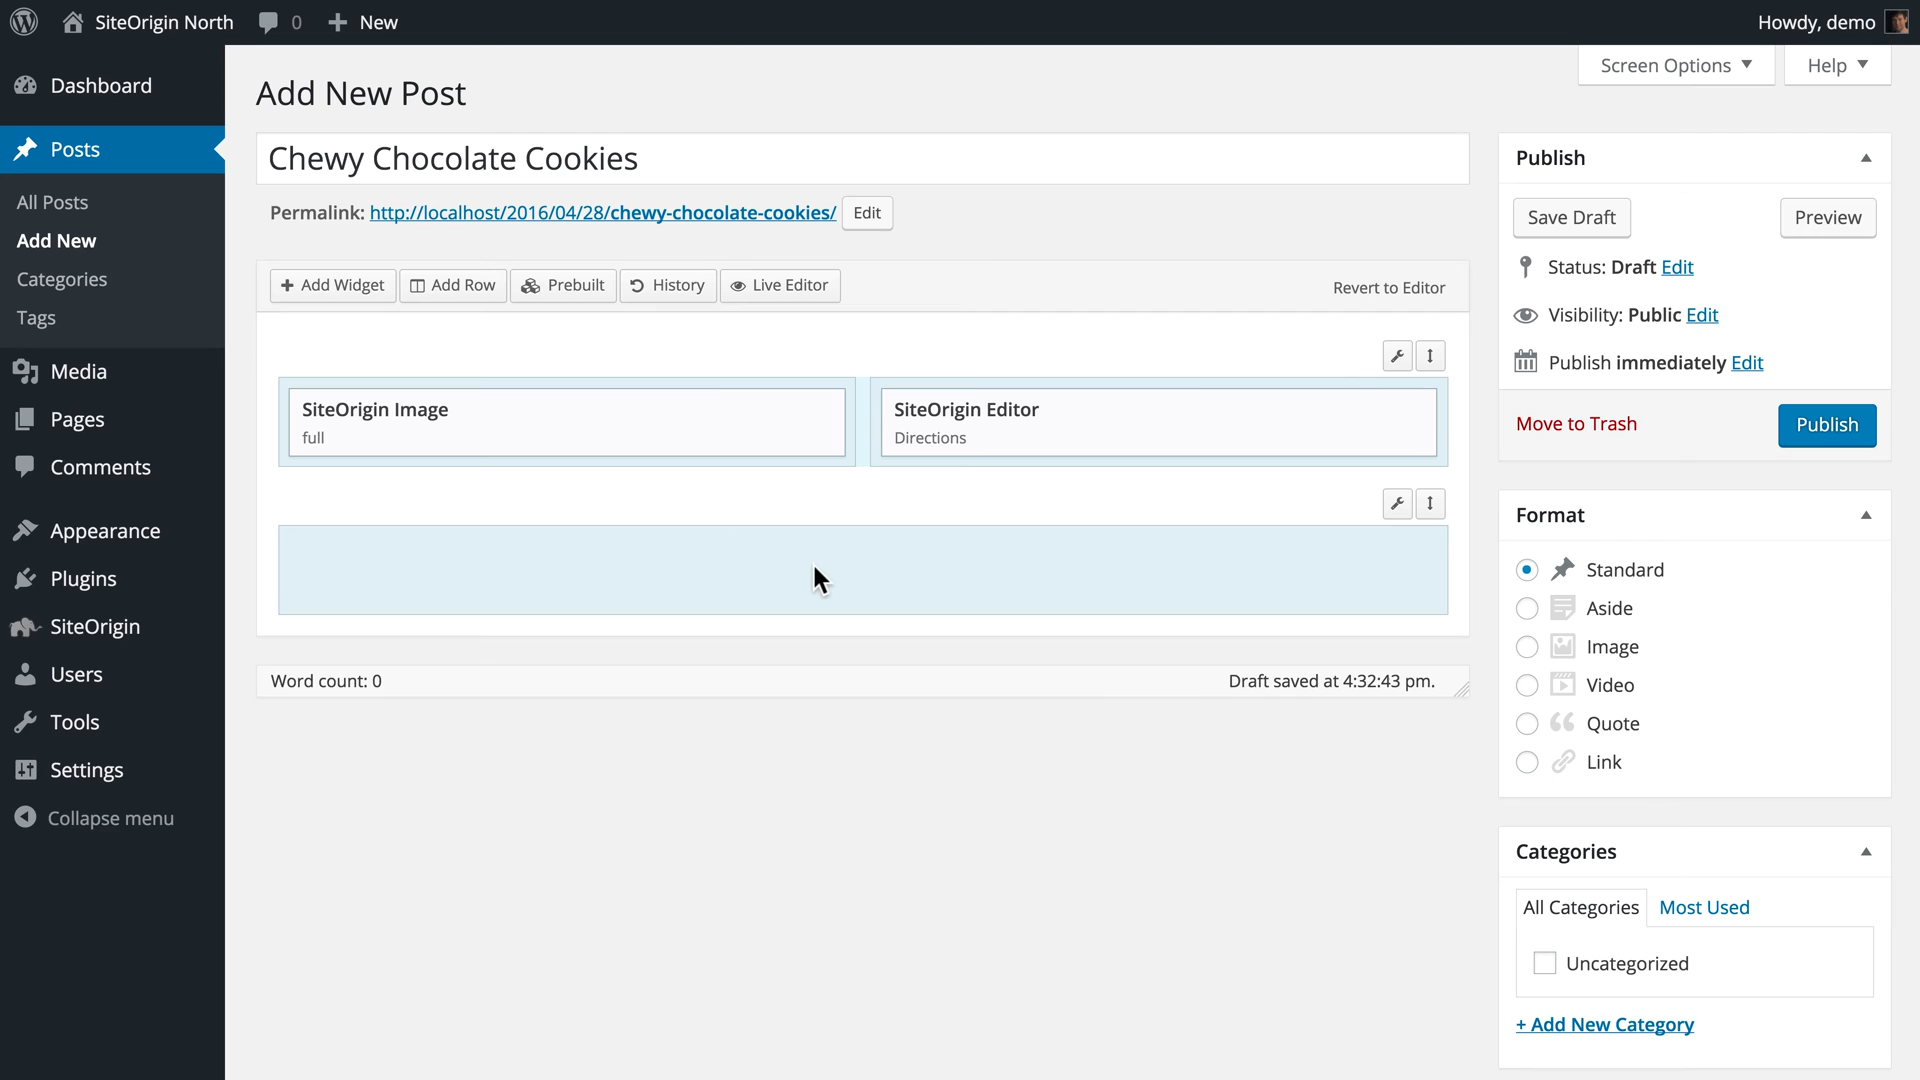 SiteOrigin North
0
New
Howdy, demo
Dashboard
Posts
All Posts
Add New
Categories
Tags
Media
Pages
Comments
Appearance
Plugins
SiteOrigin
Users
Tools
Settings
Collapse menu
Screen Options
Help
Add New Post
Chewy Chocolate Cookies
Permalink: http://localhost/2016/04/28/chewy-chocolate-cookies/ Edit
Add Widget
Add Row
Prebuilt
History
Live Editor
Revert to Editor
SiteOrigin Image
full
SiteOrigin Editor
Directions
Word count: 0
Draft saved at 4:32:43 pm.
Publish
Save Draft
Preview
Status: Draft Edit
Visibility: Public Edit
Publish immediately Edit
Move to Trash
Publish
Format
Standard
Aside
Image
Video
Quote
Link
Categories
All Categories
Most Used
Uncategorized
+ Add New Category